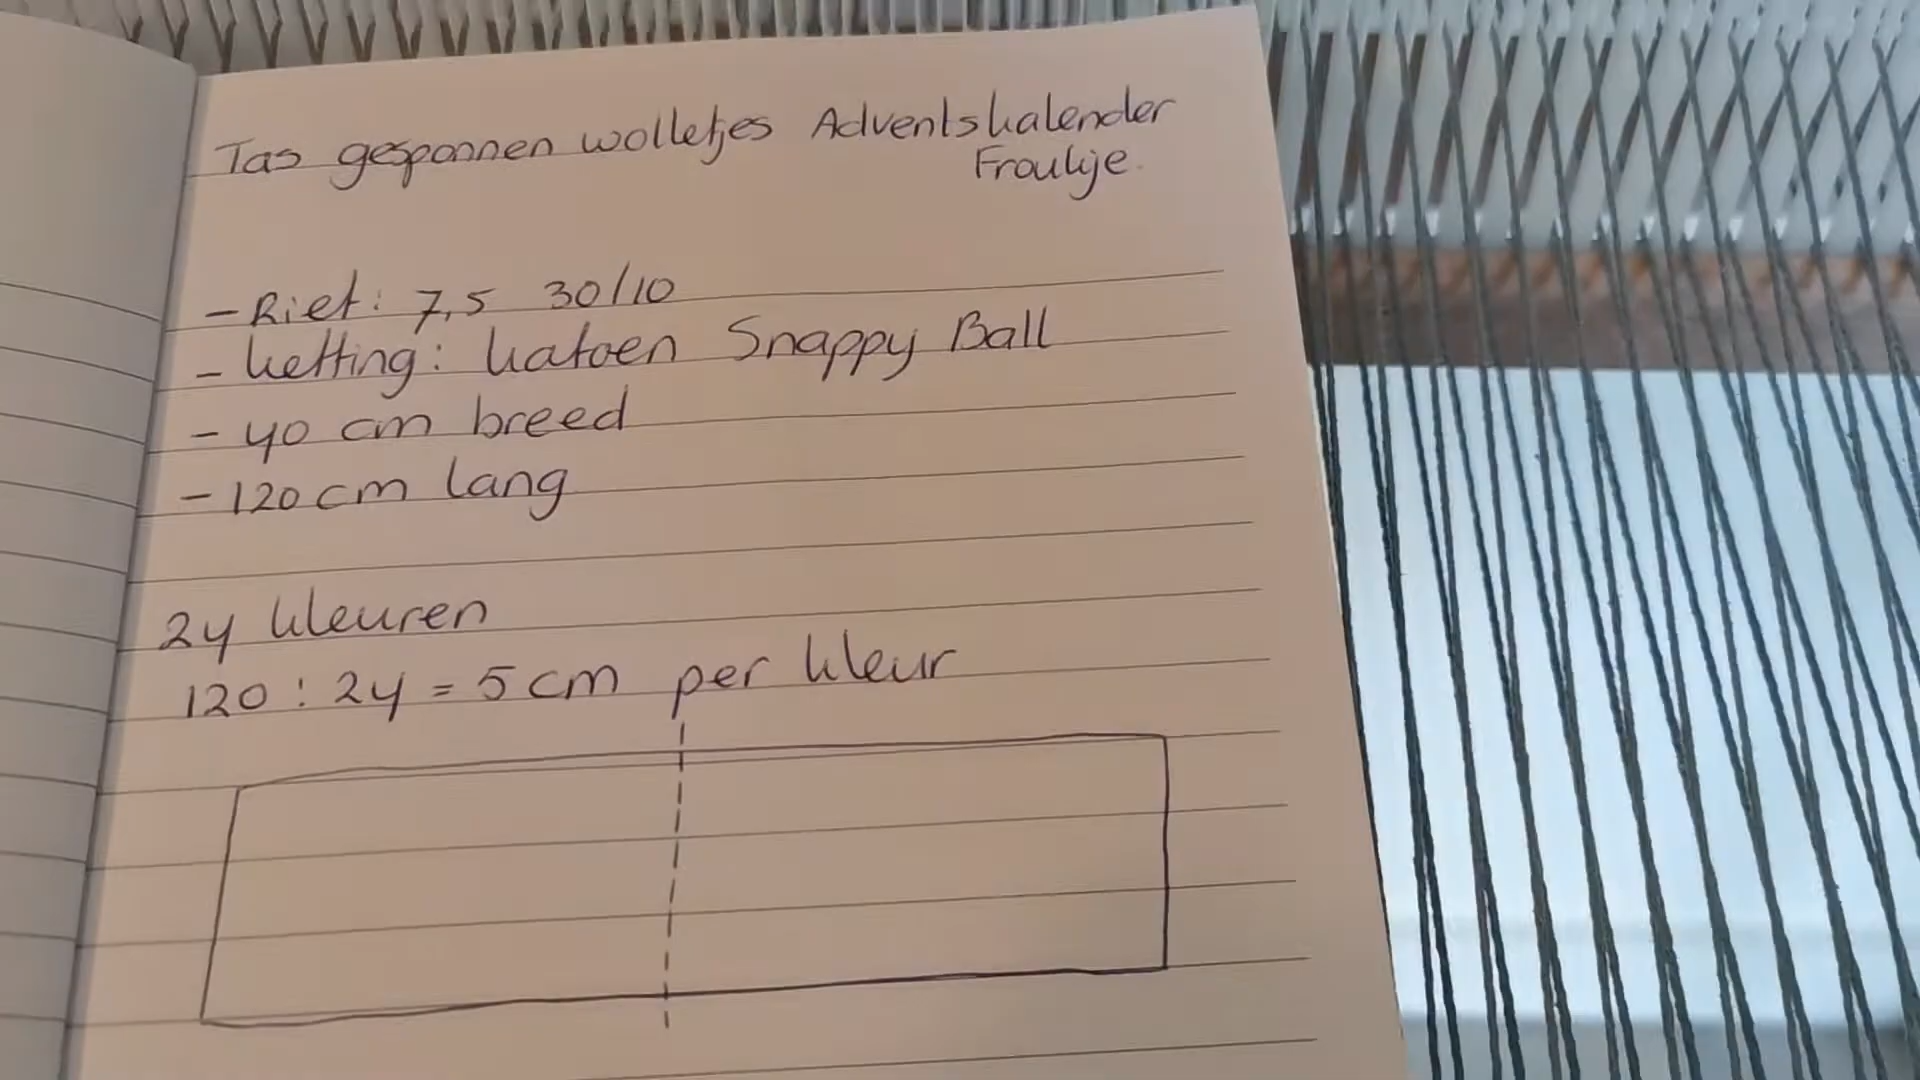 Tas gesponnen wolletjes Adventskalender
Froukje.
- Riet: 7,5 30/10
- ketting: katoen Snappy Ball
- 40 cm breed
- 120 cm lang
24 kleuren
120 : 24 = 5 cm per kleur